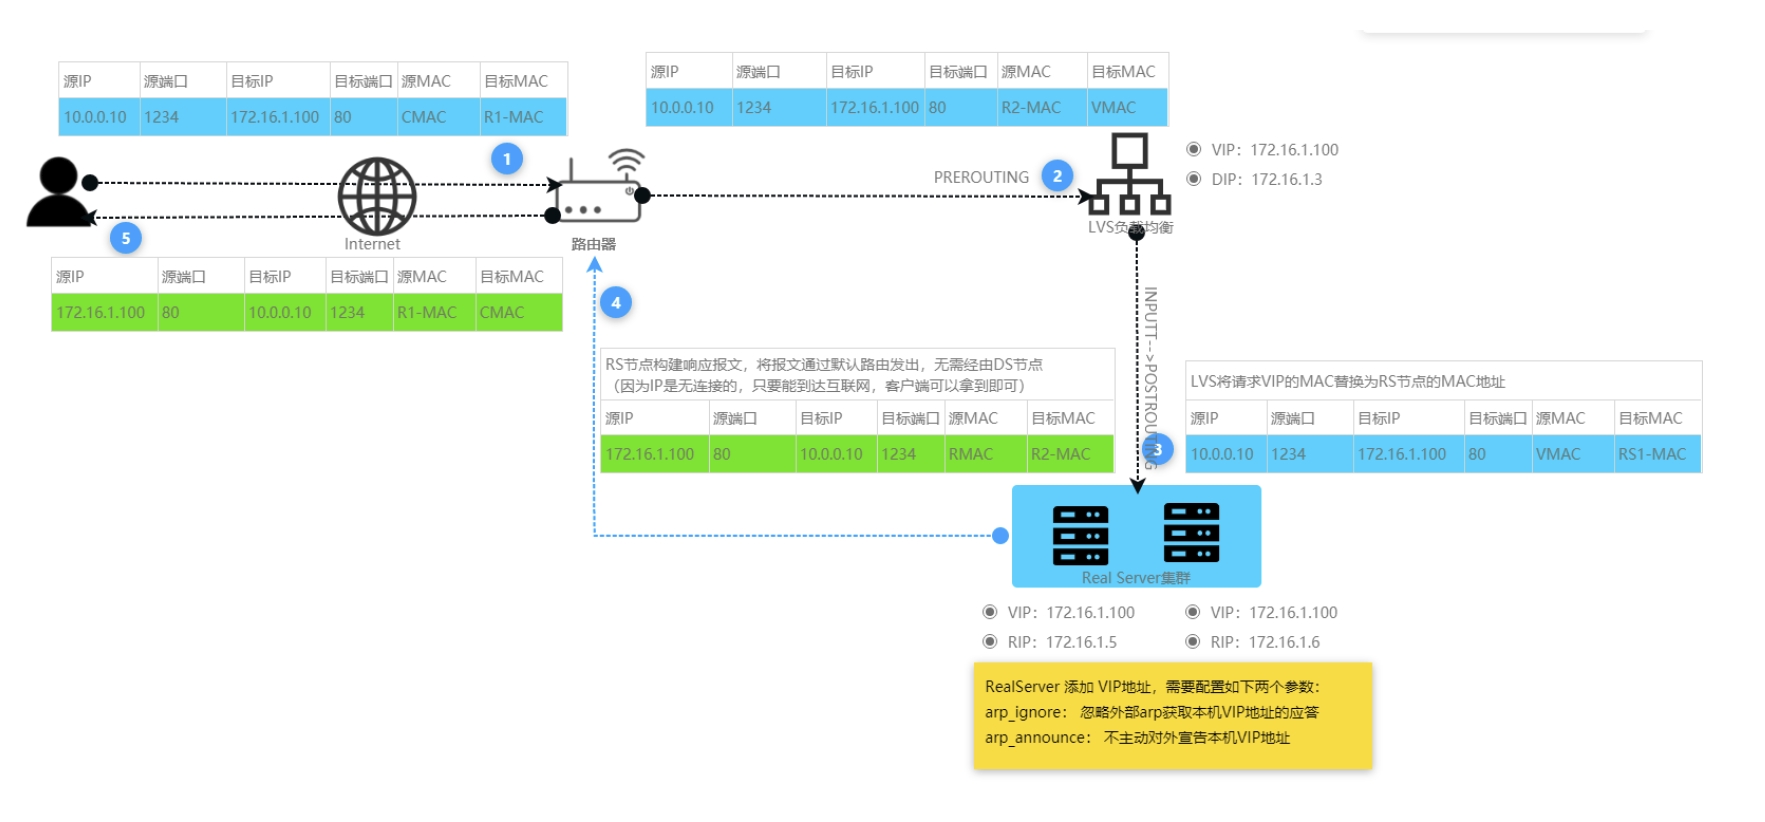 源IP 源端口 目标IP 目标端口 源MAC 目标MAC
10.0.0.10 1234 172.16.1.100 80 CMAC R1-MAC
源IP 源端口 目标IP 目标端口 源MAC 目标MAC
10.0.0.10 1234 172.16.1.100 80 R2-MAC VMAC
1
PREROUTING
2
VIP：172.16.1.100
DIP：172.16.1.3
LVS负载均衡
Internet
路由器
5
源IP 源端口 目标IP 目标端口 源MAC 目标MAC
172.16.1.100 80 10.0.0.10 1234 R1-MAC CMAC
4
INPUTT-->POSTROUTING
3
RS节点构建响应报文，将报文通过默认路由发出，无需经由DS节点
（因为IP是无连接的，只要能到达互联网，客户端可以拿到即可）
源IP 源端口 目标IP 目标端口 源MAC 目标MAC
172.16.1.100 80 10.0.0.10 1234 RMAC R2-MAC
LVS将请求VIP的MAC替换为RS节点的MAC地址
源IP 源端口 目标IP 目标端口 源MAC 目标MAC
10.0.0.10 1234 172.16.1.100 80 VMAC RS1-MAC
Real Server集群
VIP：172.16.1.100
RIP：172.16.1.5
VIP：172.16.1.100
RIP：172.16.1.6
RealServer 添加 VIP地址，需要配置如下两个参数：
arp_ignore： 忽略外部arp获取本机VIP地址的应答
arp_announce： 不主动对外宣告本机VIP地址